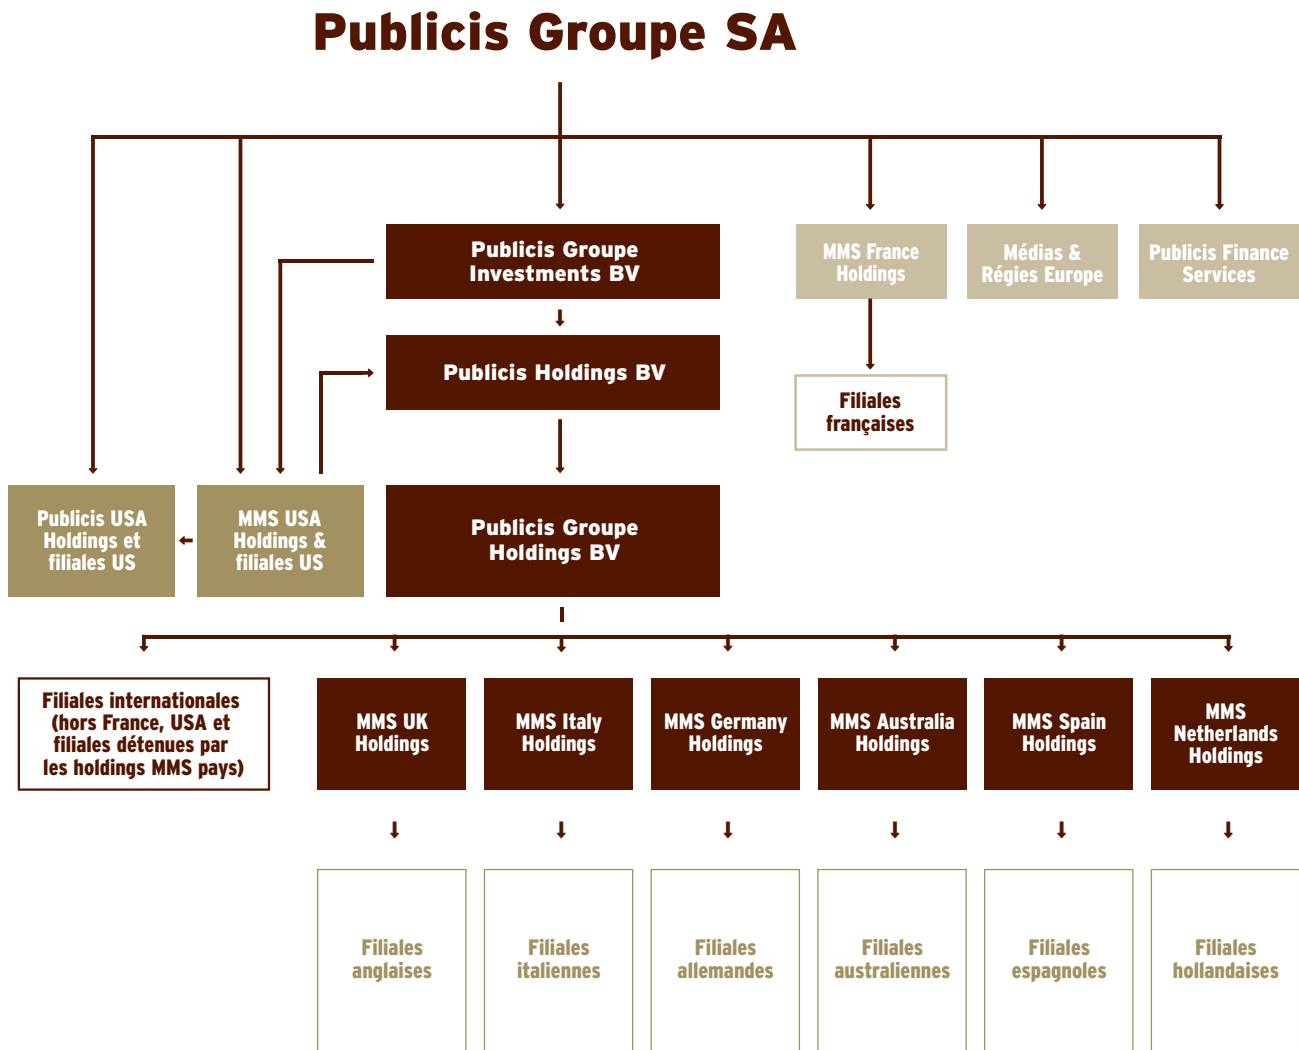 Publicis Groupe SA
Publicis Groupe
Investments BV
MMS France
Holdings
Médias &
Régies Europe
Publicis Finance
Services
Publicis Holdings BV
Filiales
françaises
Publicis USA
Holdings et
filiales US
MMS USA
Holdings &
filiales US
Publicis Groupe
Holdings BV
Filiales internationales
(hors France, USA et
filiales détenues par
les holdings MMS pays)
MMS UK
Holdings
MMS Italy
Holdings
MMS Germany
Holdings
MMS Australia
Holdings
MMS Spain
Holdings
MMS
Netherlands
Holdings
Filiales
anglaises
Filiales
italiennes
Filiales
allemandes
Filiales
australiennes
Filiales
espagnoles
Filiales
hollandaises